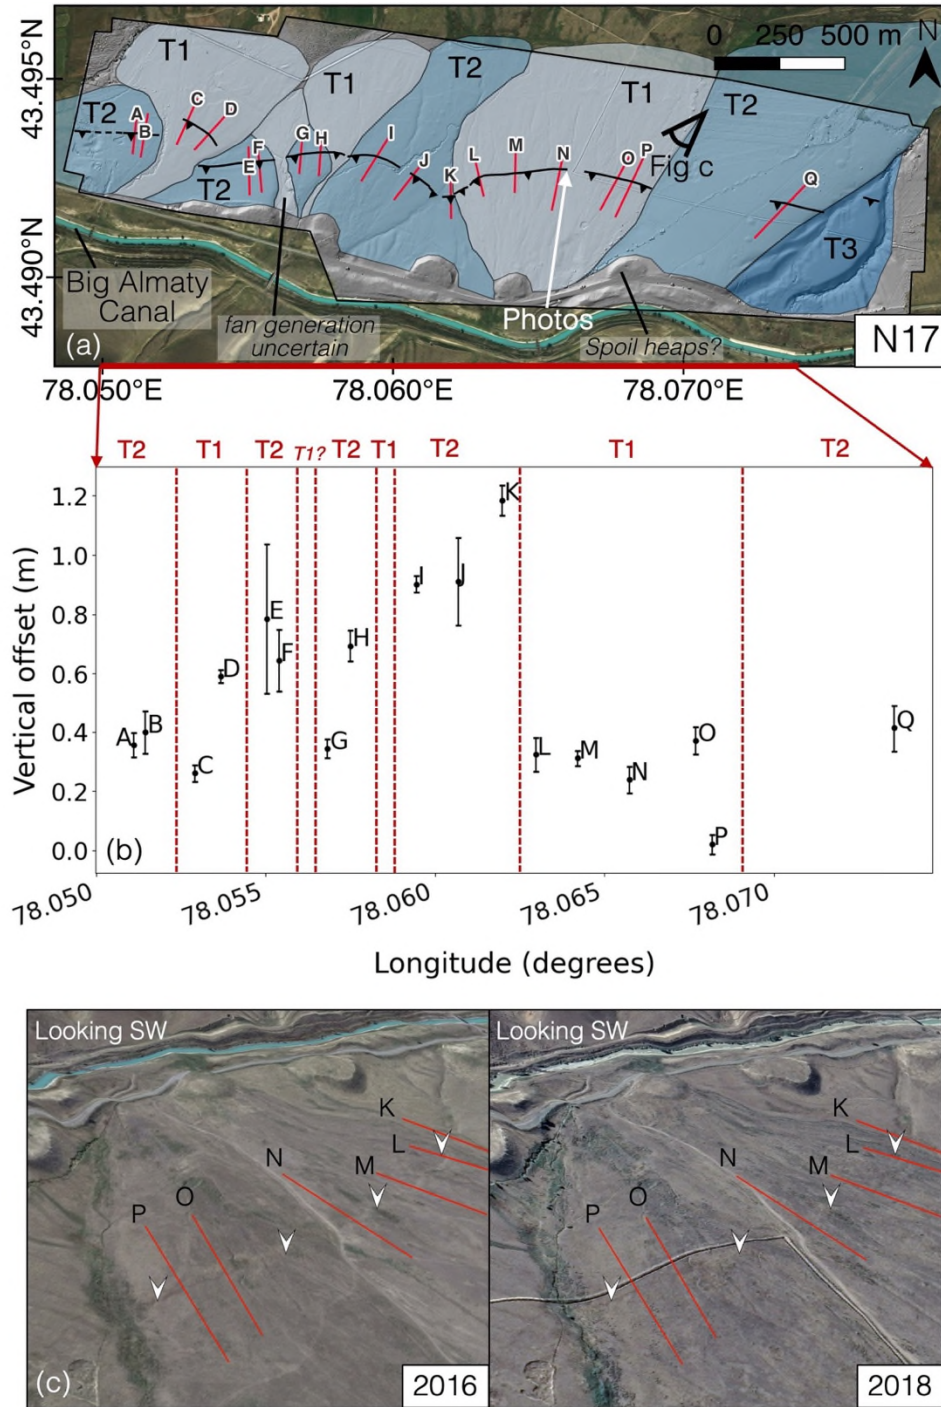 T1
T1
T2
T1
T2
T2
T2
T3
0 250 500 m
N
A
B
C
D
E
F
G
H
I
J
K
L
M
N
O
P
Q
Fig c
43.495°N
43.490°N
Big Almaty
Canal
fan generation
uncertain
Photos
Spoil heaps?
N17
(a)
78.050°E
78.060°E
78.070°E
T2 T1 T2 T1? T2 T1 T2 T1 T2
1.2
1.0
0.8
0.6
0.4
0.2
0.0
Vertical offset (m)
A
B
C
D
E
F
G
H
I
J
K
L
M
N
O
P
Q
(b)
78.050
78.055
78.060
78.065
78.070
Longitude (degrees)
Looking SW
K
L
M
N
O
P
(c)
2016
Looking SW
K
L
M
N
O
P
2018